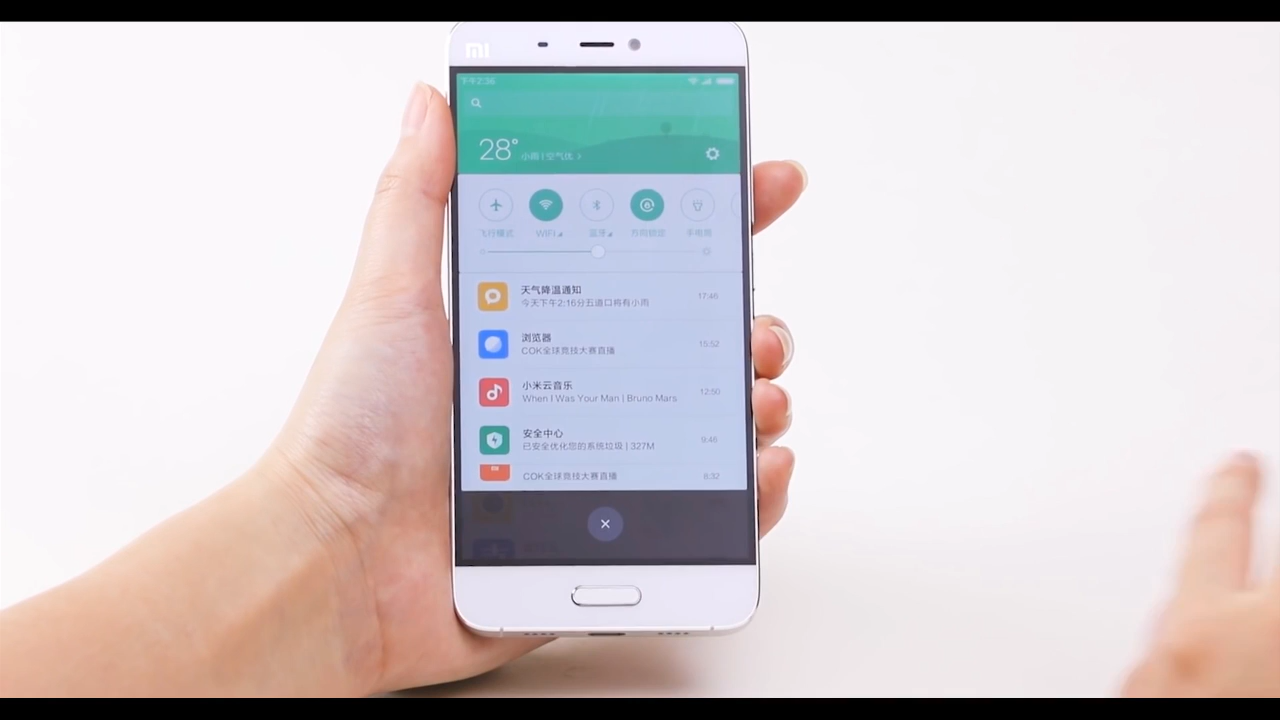 mi
下午2:36
28°
小雨 | 空气优 >
飞行模式 WIFI 蓝牙 方向锁定 手电筒
天气降温通知
今天下午2:16分五道口将有小雨
17:46
浏览器
COK全球竞技大赛直播
15:52
小米云音乐
When I Was Your Man | Bruno Mars
12:50
安全中心
已安全优化您的系统垃圾 | 327M
9:46
COK全球竞技大赛直播
8:32